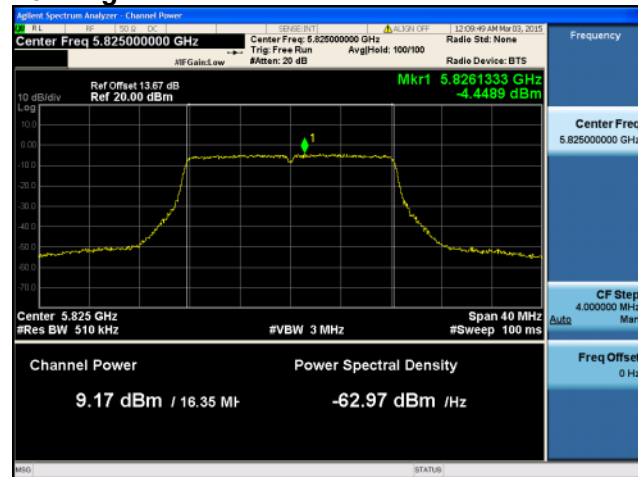 Agilent Spectrum Analyzer - Channel Power
RL RF 50 Ω DC SENSE:INT ALIGN OFF 12:09:49 AM Mar 03, 2015
Center Freq 5.825000000 GHz
Center Freq: 5.825000000 GHz
Radio Std: None
Trig: Free Run Avg|Hold: 100/100
#IFGain:Low #Atten: 20 dB Radio Device: BTS
Ref Offset 13.67 dB
10 dB/div Ref 20.00 dBm
Mkr1 5.8261333 GHz
-4.4489 dBm
Log
10.0
0.00
-10.0
-20.0
-30.0
-40.0
-50.0
-60.0
-70.0
1
Center 5.825 GHz Span 40 MHz
#Res BW 510 kHz #VBW 3 MHz #Sweep 100 ms
Channel Power Power Spectral Density
9.17 dBm / 16.35 MH -62.97 dBm /Hz
MSG STATUS
Frequency
Center Freq
5.825000000 GHz
CF Step
4.000000 MHz
Auto Man
Freq Offset
0 Hz